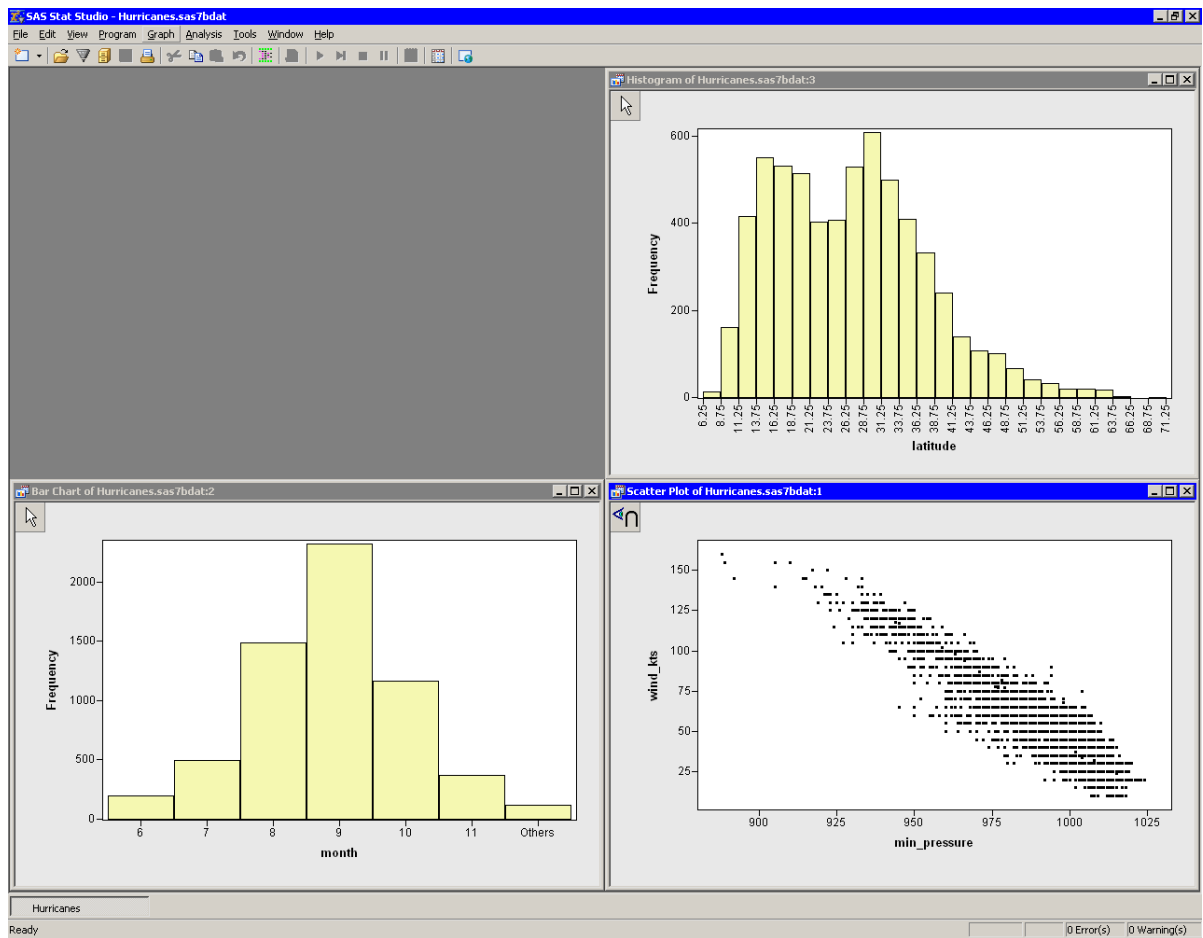 SAS Stat Studio - Hurricanes.sas7bdat
File Edit View Program Graph Analysis Tools Window Help
Histogram of Hurricanes.sas7bdat:3
600
400
200
0
Frequency
6.25 8.75 11.25 13.75 16.25 18.75 21.25 23.75 26.25 28.75 31.25 33.75 36.25 38.75 41.25 43.75 46.25 48.75 51.25 53.75 56.25 58.75 61.25 63.75 66.25 68.75 71.25
latitude
Bar Chart of Hurricanes.sas7bdat:2
2000
1500
1000
500
0
Frequency
6 7 8 9 10 11 Others
month
Scatter Plot of Hurricanes.sas7bdat:1
150
125
100
75
50
25
wind_kts
900 925 950 975 1000 1025
min_pressure
Hurricanes
Ready
0 Error(s) 0 Warning(s)